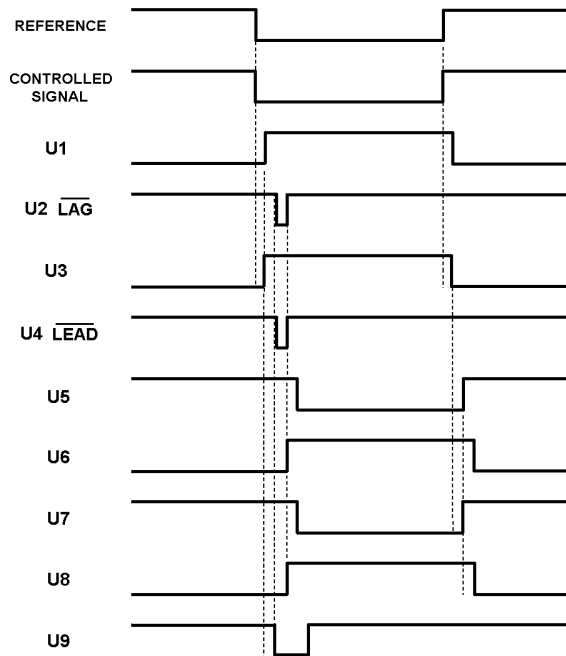 REFERENCE
CONTROLLED
SIGNAL
U1
U2 LAG
U3
U4 LEAD
U5
U6
U7
U8
U9